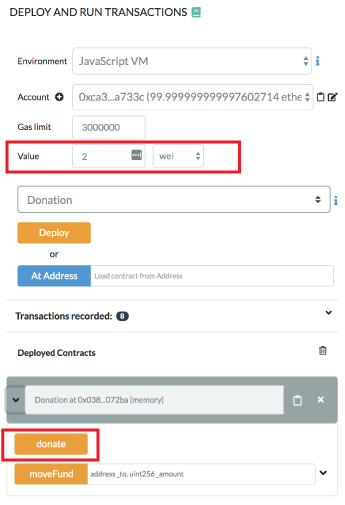 DEPLOY AND RUN TRANSACTIONS
Environment JavaScript VM
Account 0xca3...a733c (99.999999999997602714 ethe
Gas limit 3000000
Value 2 wei
Donation
Deploy
or
At Address Load contract from Address
Transactions recorded: 8
Deployed Contracts
Donation at 0x038...072ba (memory)
donate
moveFund address _to, uint256 _amount